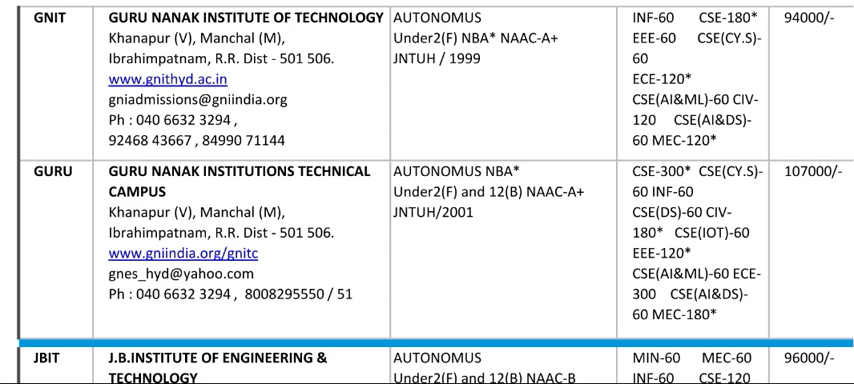 GNIT
GURU NANAK INSTITUTE OF TECHNOLOGY
Khanapur (V), Manchal (M),
Ibrahimpatnam, R.R. Dist - 501 506.
www.gnithyd.ac.in
gniadmissions@gniindia.org
Ph : 040 6632 3294 ,
92468 43667 , 84990 71144
AUTONOMUS
Under2(F) NBA* NAAC-A+
JNTUH / 1999
INF-60 CSE-180*
EEE-60 CSE(CY.S)-
60
ECE-120*
CSE(AI&ML)-60 CIV-
120 CSE(AI&DS)-
60 MEC-120*
94000/-
GURU
GURU NANAK INSTITUTIONS TECHNICAL
CAMPUS
Khanapur (V), Manchal (M),
Ibrahimpatnam, R.R. Dist - 501 506.
www.gniindia.org/gnitc
gnes_hyd@yahoo.com
Ph : 040 6632 3294 , 8008295550 / 51
AUTONOMUS NBA*
Under2(F) and 12(B) NAAC-A+
JNTUH/2001
CSE-300* CSE(CY.S)-
60 INF-60
CSE(DS)-60 CIV-
180* CSE(IOT)-60
EEE-120*
CSE(AI&ML)-60 ECE-
300 CSE(AI&DS)-
60 MEC-180*
107000/-
JBIT
J.B.INSTITUTE OF ENGINEERING &
TECHNOLOGY
AUTONOMUS
Under2(F) and 12(B) NAAC-B
MIN-60 MEC-60
INF-60 CSE-120
96000/-